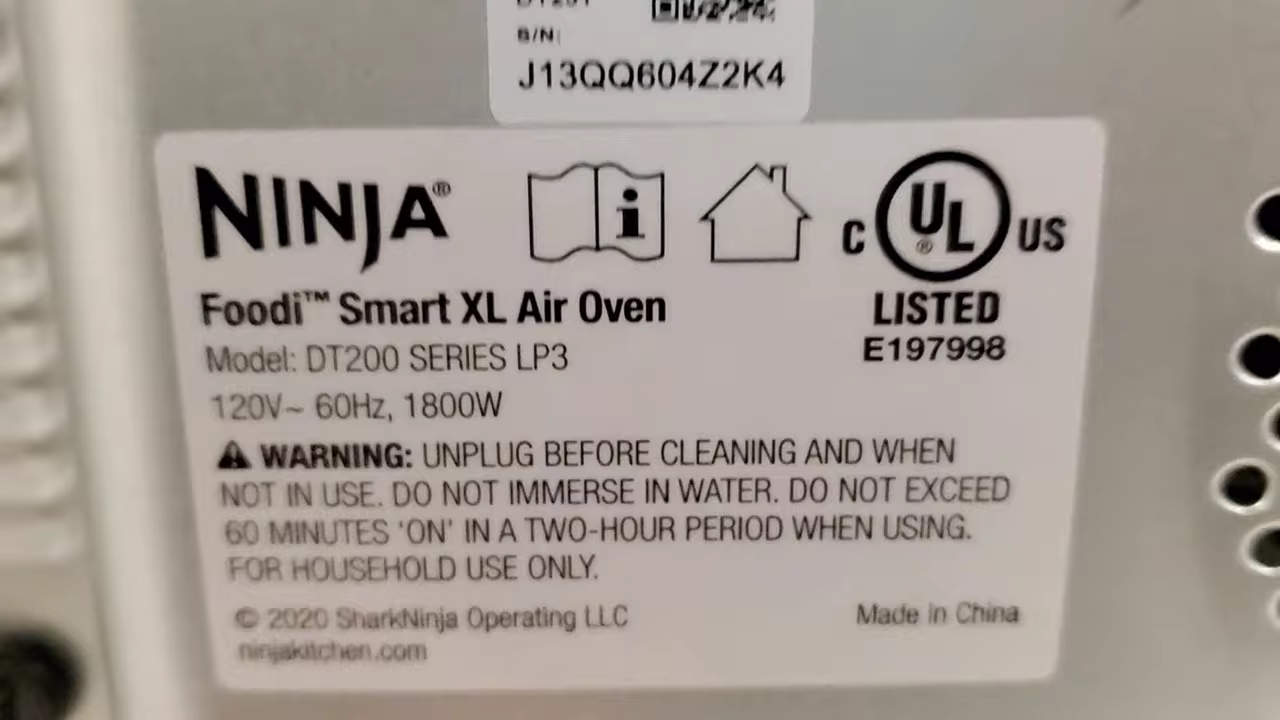 S/N:
J13QQ604Z2K4
NINJA®
i
C UL® US
LISTED
E197998
Foodi™ Smart XL Air Oven
Model: DT200 SERIES LP3
120V~ 60Hz, 1800W
WARNING: UNPLUG BEFORE CLEANING AND WHEN
NOT IN USE. DO NOT IMMERSE IN WATER. DO NOT EXCEED
60 MINUTES 'ON' IN A TWO-HOUR PERIOD WHEN USING.
FOR HOUSEHOLD USE ONLY.
© 2020 SharkNinja Operating LLC
Made in China
ninjakitchen.com